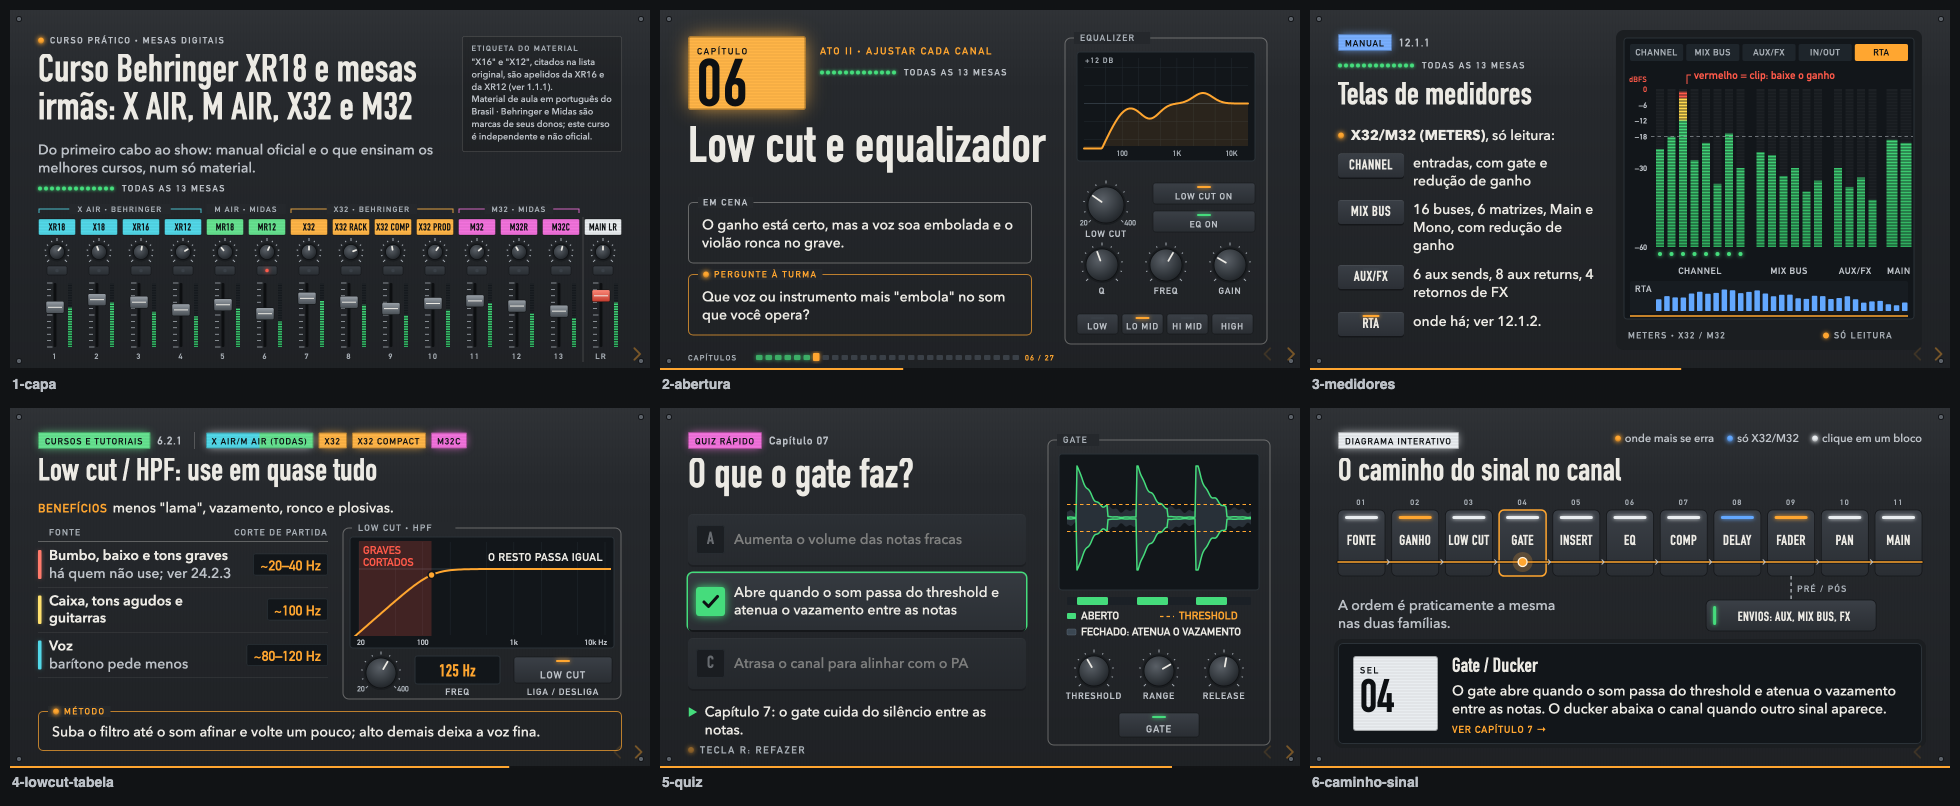 CURSO PRÁTICO • MESAS DIGITAIS
Curso Behringer XR18 e mesas
irmãs: X AIR, M AIR, X32 e M32
Do primeiro cabo ao show: manual oficial e o que ensinam os
melhores cursos, num só material.
TODAS AS 13 MESAS
ETIQUETA DO MATERIAL
"X16" e "X12", citados na lista
original, são apelidos da XR16 e
da XR12 (ver 1.1.1).
Material de aula em português do
Brasil · Behringer e Midas são
marcas de seus donos; este curso
é independente e não oficial.
X AIR • BEHRINGER
M AIR • MIDAS
X32 • BEHRINGER
M32 • MIDAS
XR18 X18 XR16 XR12 MR18 MR12 X32 X32 RACK X32 COMP X32 PROD M32 M32R M32C MAIN LR
1 2 3 4 5 6 7 8 9 10 11 12 13 LR
1-capa
CAPÍTULO
06
ATO II • AJUSTAR CADA CANAL
TODAS AS 13 MESAS
Low cut e equalizador
EM CENA
O ganho está certo, mas a voz soa embolada e o
violão ronca no grave.
PERGUNTE À TURMA
Que voz ou instrumento mais "embola" no som
que você opera?
CAPÍTULOS
06 / 27
EQUALIZER
+12 DB
100 1K 10K
20 400
LOW CUT
LOW CUT ON
EQ ON
Q FREQ GAIN
LOW LO MID HI MID HIGH
2-abertura
MANUAL 12.1.1
TODAS AS 13 MESAS
Telas de medidores
X32/M32 (METERS), só leitura:
CHANNEL entradas, com gate e
redução de ganho
MIX BUS 16 buses, 6 matrizes, Main e
Mono, com redução de
ganho
AUX/FX 6 aux sends, 8 aux returns, 4
retornos de FX
RTA onde há; ver 12.1.2.
CHANNEL MIX BUS AUX/FX IN/OUT RTA
dBFS
vermelho = clip: baixe o ganho
0
-6
-12
-18
-30
-60
CHANNEL MIX BUS AUX/FX MAIN
RTA
METERS • X32 / M32
SÓ LEITURA
3-medidores
CURSOS E TUTORIAIS 6.2.1 X AIR/M AIR (TODAS) X32 X32 COMPACT M32C
Low cut / HPF: use em quase tudo
BENEFÍCIOS menos "lama", vazamento, ronco e plosivas.
FONTE CORTE DE PARTIDA
Bumbo, baixo e tons graves
há quem não use; ver 24.2.3
~20–40 Hz
Caixa, tons agudos e
guitarras
~100 Hz
Voz
barítono pede menos
~80–120 Hz
LOW CUT • HPF
GRAVES
CORTADOS
O RESTO PASSA IGUAL
20 100 1k 10k Hz
20 400
125 Hz
FREQ
LOW CUT
LIGA / DESLIGA
MÉTODO
Suba o filtro até o som afinar e volte um pouco; alto demais deixa a voz fina.
4-lowcut-tabela
QUIZ RÁPIDO Capítulo 07
O que o gate faz?
A Aumenta o volume das notas fracas
Abre quando o som passa do threshold e
atenua o vazamento entre as notas
C Atrasa o canal para alinhar com o PA
Capítulo 7: o gate cuida do silêncio entre as
notas.
TECLA R: REFAZER
GATE
ABERTO
THRESHOLD
FECHADO: ATENUA O VAZAMENTO
THRESHOLD RANGE RELEASE
GATE
5-quiz
DIAGRAMA INTERATIVO
onde mais se erra só X32/M32 clique em um bloco
O caminho do sinal no canal
01 02 03 04 05 06 07 08 09 10 11
FONTE GANHO LOW CUT GATE INSERT EQ COMP DELAY FADER PAN MAIN
PRÉ / PÓS
A ordem é praticamente a mesma
nas duas famílias.
ENVIOS: AUX, MIX BUS, FX
SEL
04
Gate / Ducker
O gate abre quando o som passa do threshold e atenua o vazamento
entre as notas. O ducker abaixa o canal quando outro sinal aparece.
VER CAPÍTULO 7 →
6-caminho-sinal